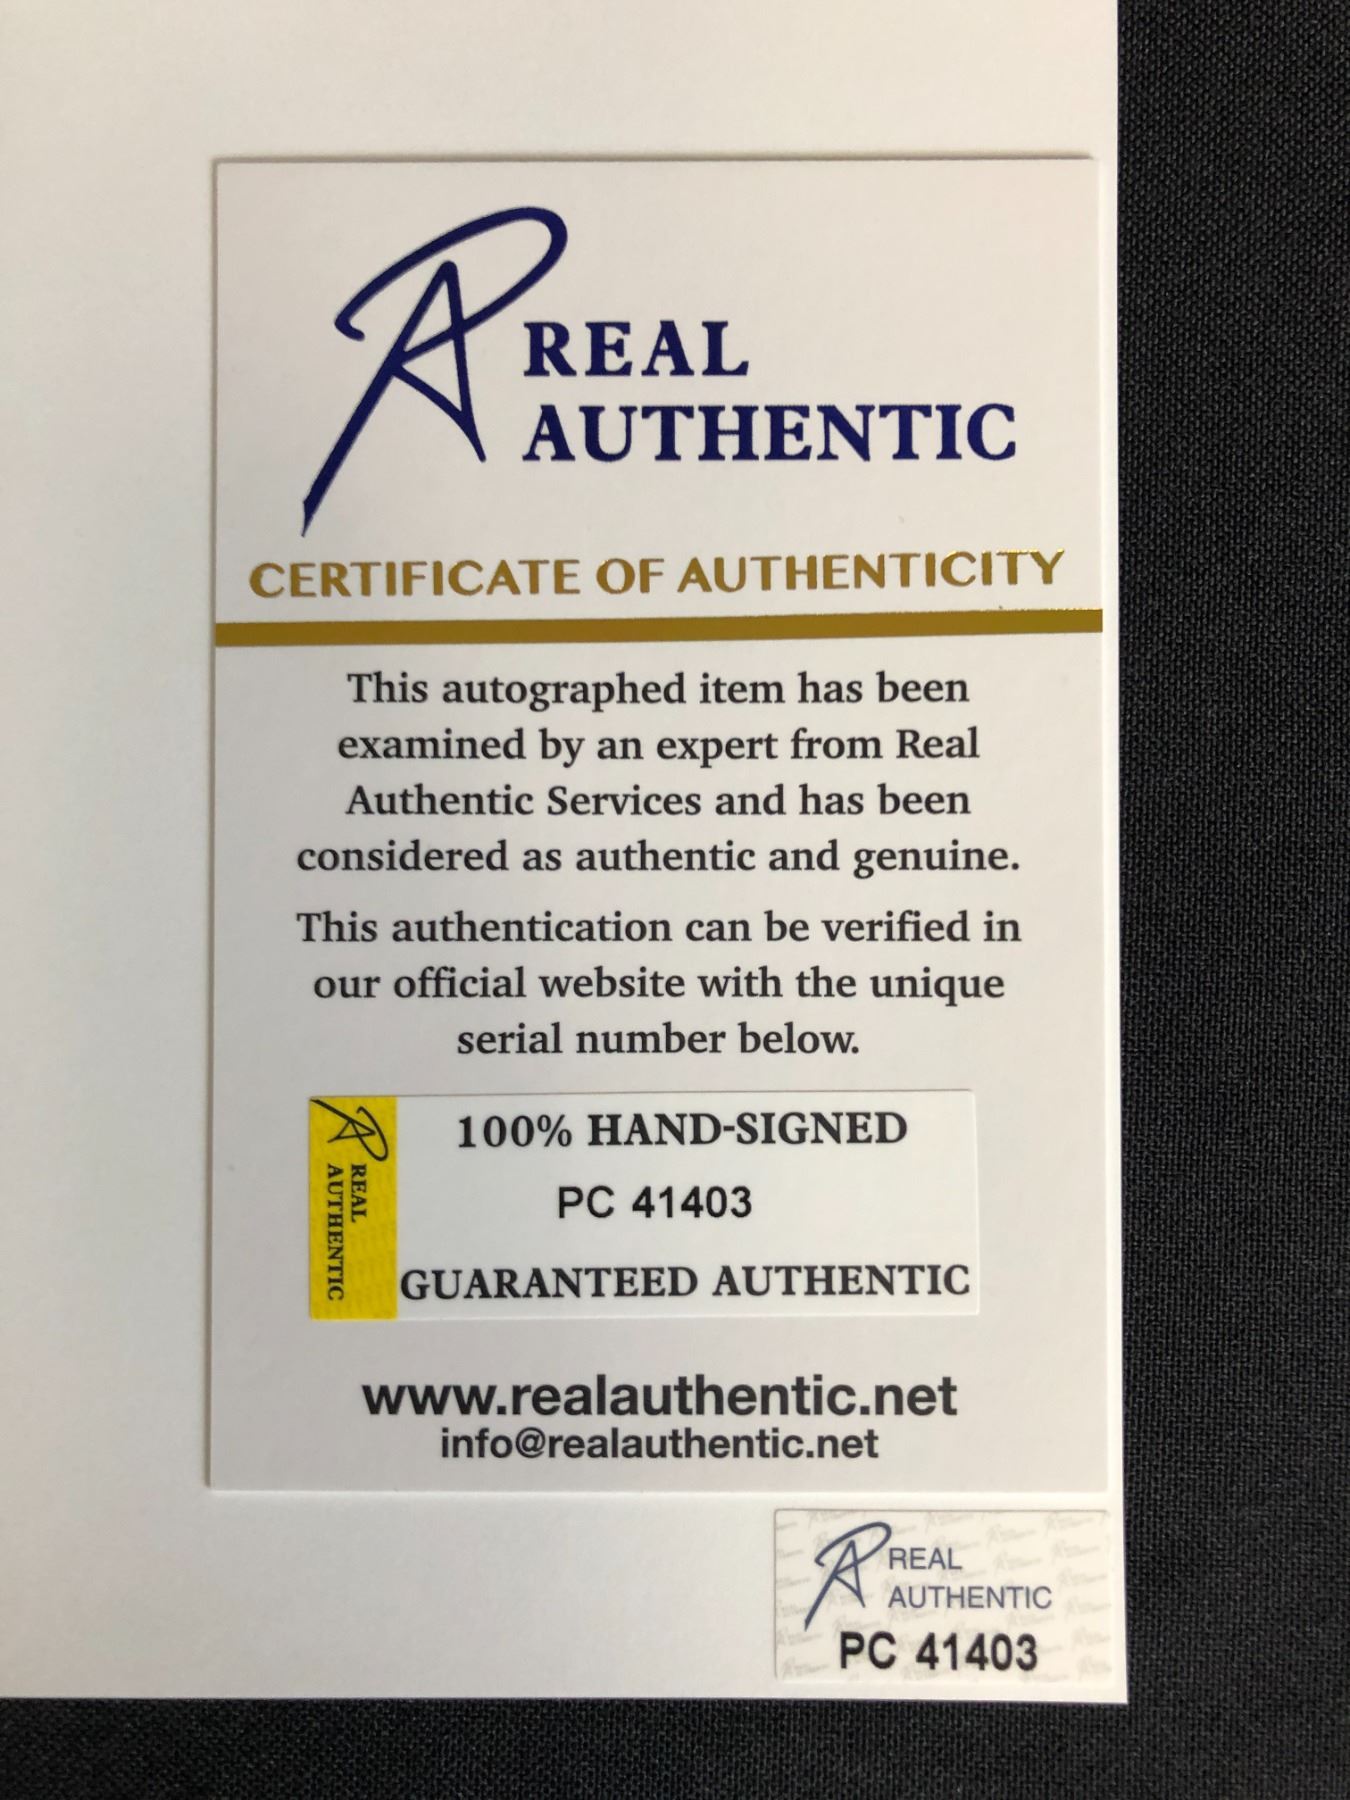 REAL
AUTHENTIC
CERTIFICATE OF AUTHENTICITY
This autographed item has been
examined by an expert from Real
Authentic Services and has been
considered as authentic and genuine.
This authentication can be verified in
our official website with the unique
serial number below.
REAL
AUTHENTIC
100% HAND-SIGNED
PC 41403
GUARANTEED AUTHENTIC
www.realauthentic.net
info@realauthentic.net
REAL
AUTHENTIC
PC 41403